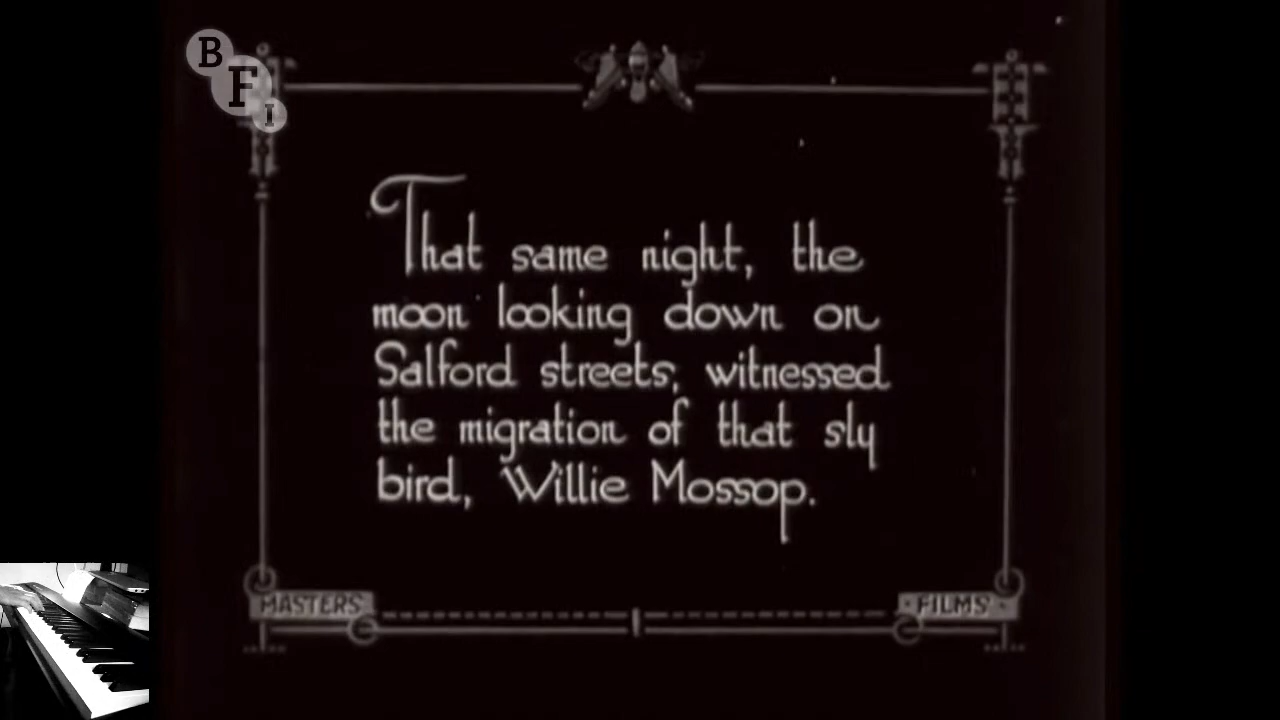 BFI
That same night, the
moon looking down on
Salford streets, witnessed
the migration of that sly
bird, Willie Mossop.
MASTERS
FILMS